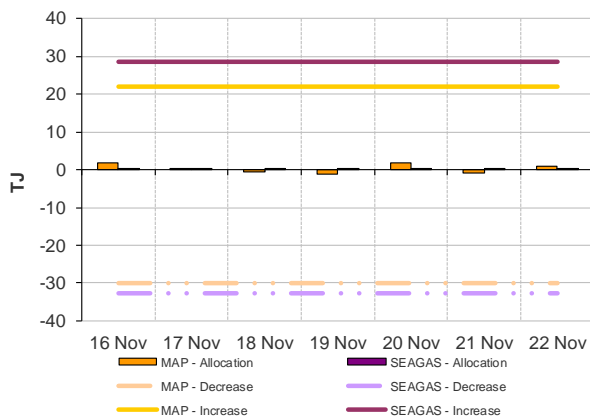 40
30
20
10
0
-10
-20
-30
-40
TJ
16 Nov 17 Nov 18 Nov 19 Nov 20 Nov 21 Nov 22 Nov
MAP - Allocation SEAGAS - Allocation
MAP - Decrease SEAGAS - Decrease
MAP - Increase SEAGAS - Increase